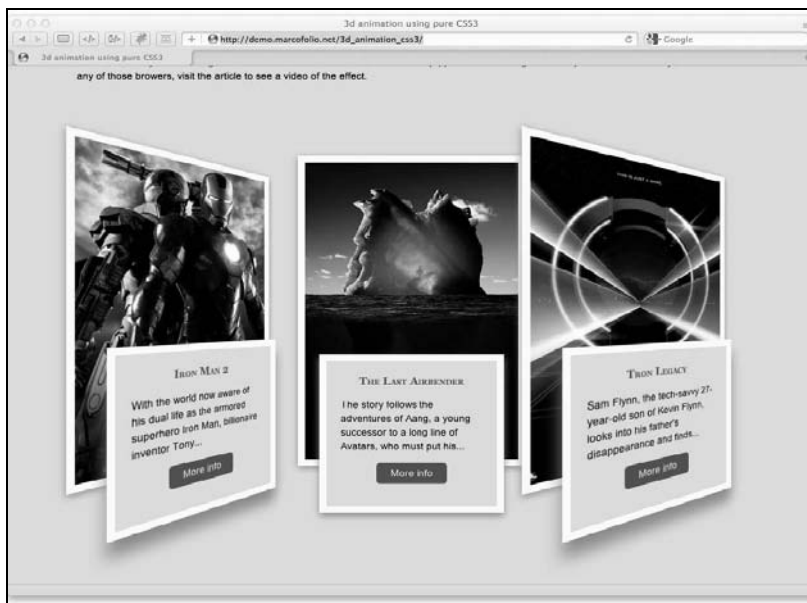 3d animation using pure CSS3
http://demo.marcofolio.net/3d_animation_css3/
Google
3d animation using pure CSS3
any of those browers, visit the article to see a video of the effect.
Iron Man 2
With the world now aware of
his dual life as the armored
superhero Iron Man, billionaire
inventor Tony...
More info
The Last Airbender
The story follows the
adventures of Aang, a young
successor to a long line of
Avatars, who must put his...
More info
Tron Legacy
Sam Flynn, the tech-savvy 27-
year-old son of Kevin Flynn,
looks into his father's
disappearance and finds...
More info